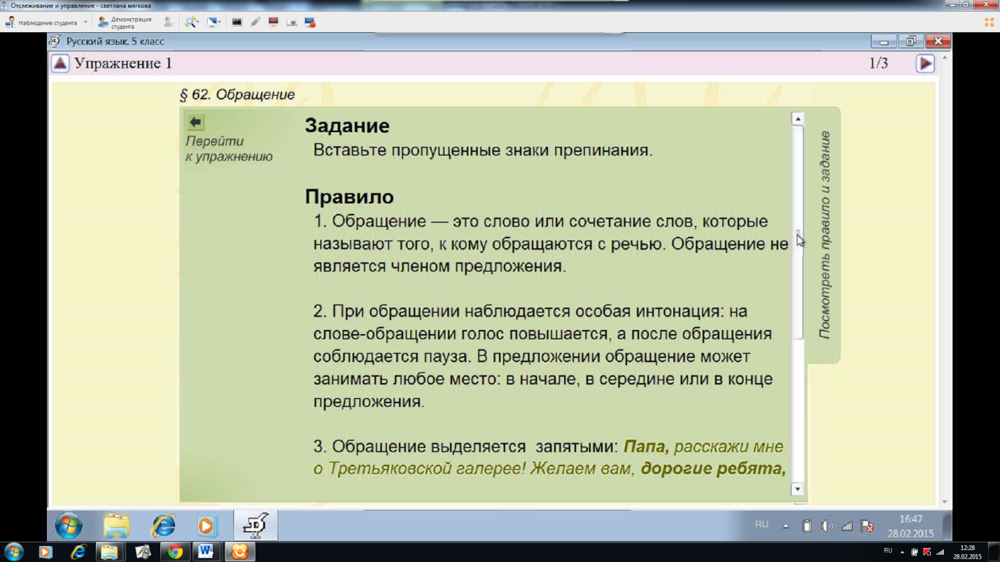 Отслеживание и управление - светлана мягкова
Наблюдение студента
Демонстрация
студента
Русский язык. 5 класс
Упражнение 1
1/3
§ 62. Обращение
Перейти
к упражнению
Задание
Вставьте пропущенные знаки препинания.
Правило
1. Обращение — это слово или сочетание слов, которые
называют того, к кому обращаются с речью. Обращение не
является членом предложения.
2. При обращении наблюдается особая интонация: на
слове-обращении голос повышается, а после обращения
соблюдается пауза. В предложении обращение может
занимать любое место: в начале, в середине или в конце
предложения.
3. Обращение выделяется запятыми: Папа, расскажи мне
о Третьяковской галерее! Желаем вам, дорогие ребята,
Посмотреть правило и задание
RU
16:47
28.02.2015
RU
12:28
28.02.2015